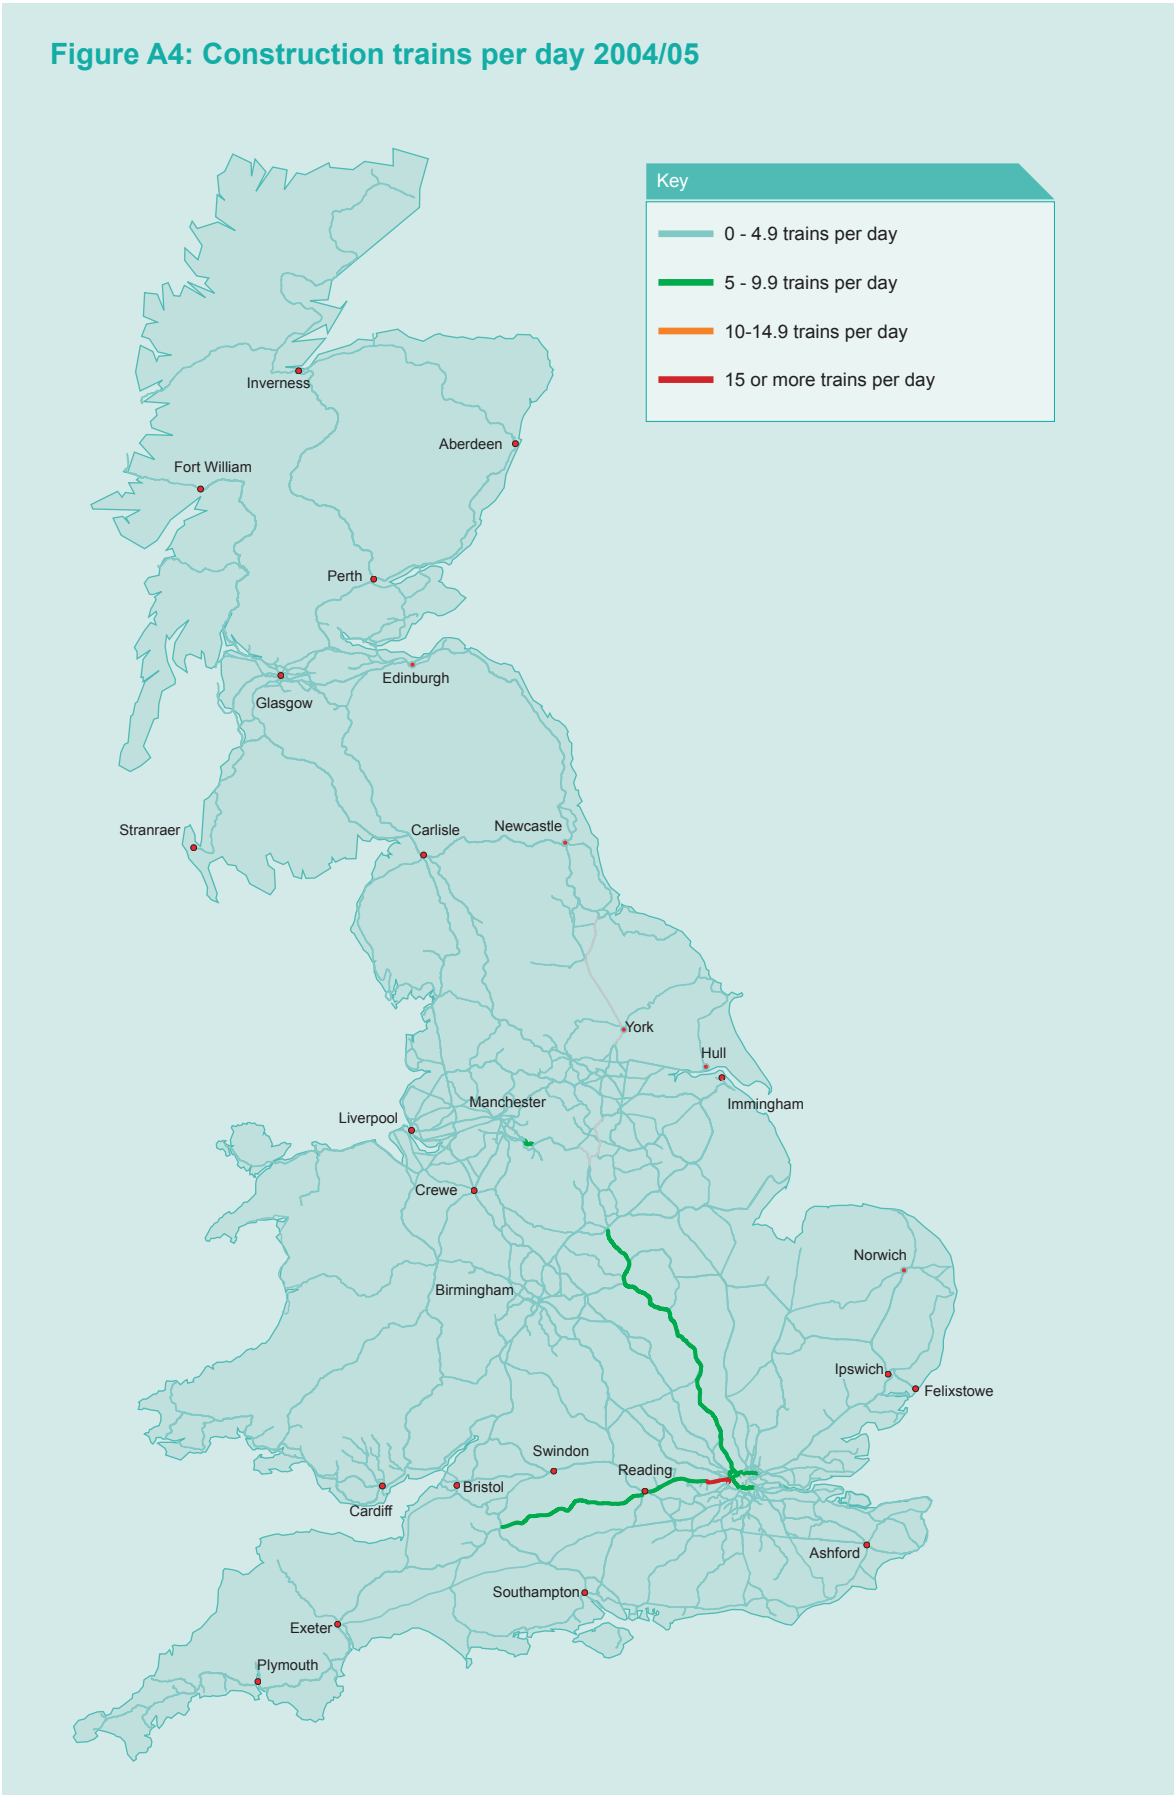 Figure A4: Construction trains per day 2004/05
Key
0 - 4.9 trains per day
5 - 9.9 trains per day
10-14.9 trains per day
15 or more trains per day
Inverness
Aberdeen
Fort William
Perth
Edinburgh
Glasgow
Stranraer
Carlisle
Newcastle
York
Hull
Immingham
Manchester
Liverpool
Crewe
Norwich
Birmingham
Ipswich
Felixstowe
Swindon
Reading
Bristol
Cardiff
Ashford
Southampton
Exeter
Plymouth